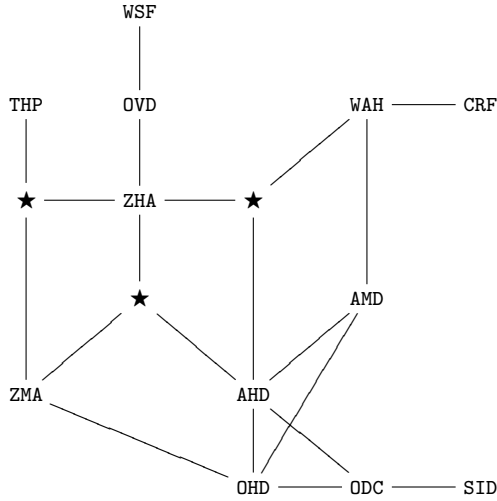 WSF
THP OVD WAH CRF
★ ZHA ★
★ AMD
ZMA AHD
OHD ODC SID